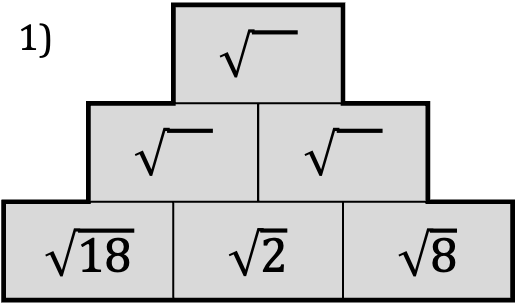 1)
√
√ √
√18 √2 √8